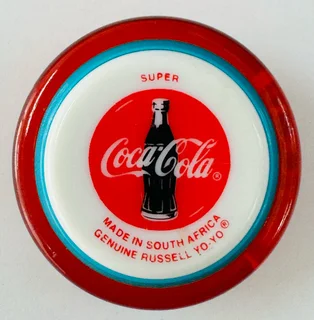 SUPER
Coca-Cola®
MADE IN SOUTH AFRICA
GENUINE RUSSELL YO-YO®